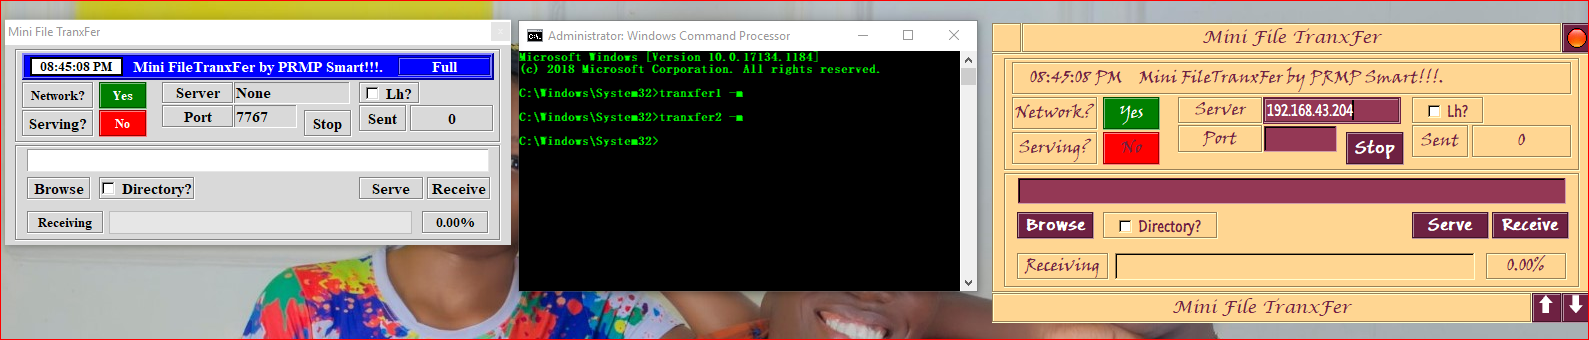 Mini File TranxFer
08:45:08 PM Mini FileTranxFer by PRMP Smart!!!. Full
Network? Yes Server None Lh?
Serving? No Port 7767 Stop Sent 0
Browse Directory? Serve Receive
Receiving 0.00%
Administrator: Windows Command Processor
Microsoft Windows [Version 10.0.17134.1184]
(c) 2018 Microsoft Corporation. All rights reserved.
C:\Windows\System32>tranxfer1 -m
C:\Windows\System32>tranxfer2 -m
C:\Windows\System32>
Mini File TranxFer
08:45:08 PM Mini FileTranxFer by PRMP Smart!!!.
Network? Yes Server 192.168.43.204 Lh?
Serving? No Port Stop Sent 0
Browse Directory? Serve Receive
Receiving 0.00%
Mini File TranxFer